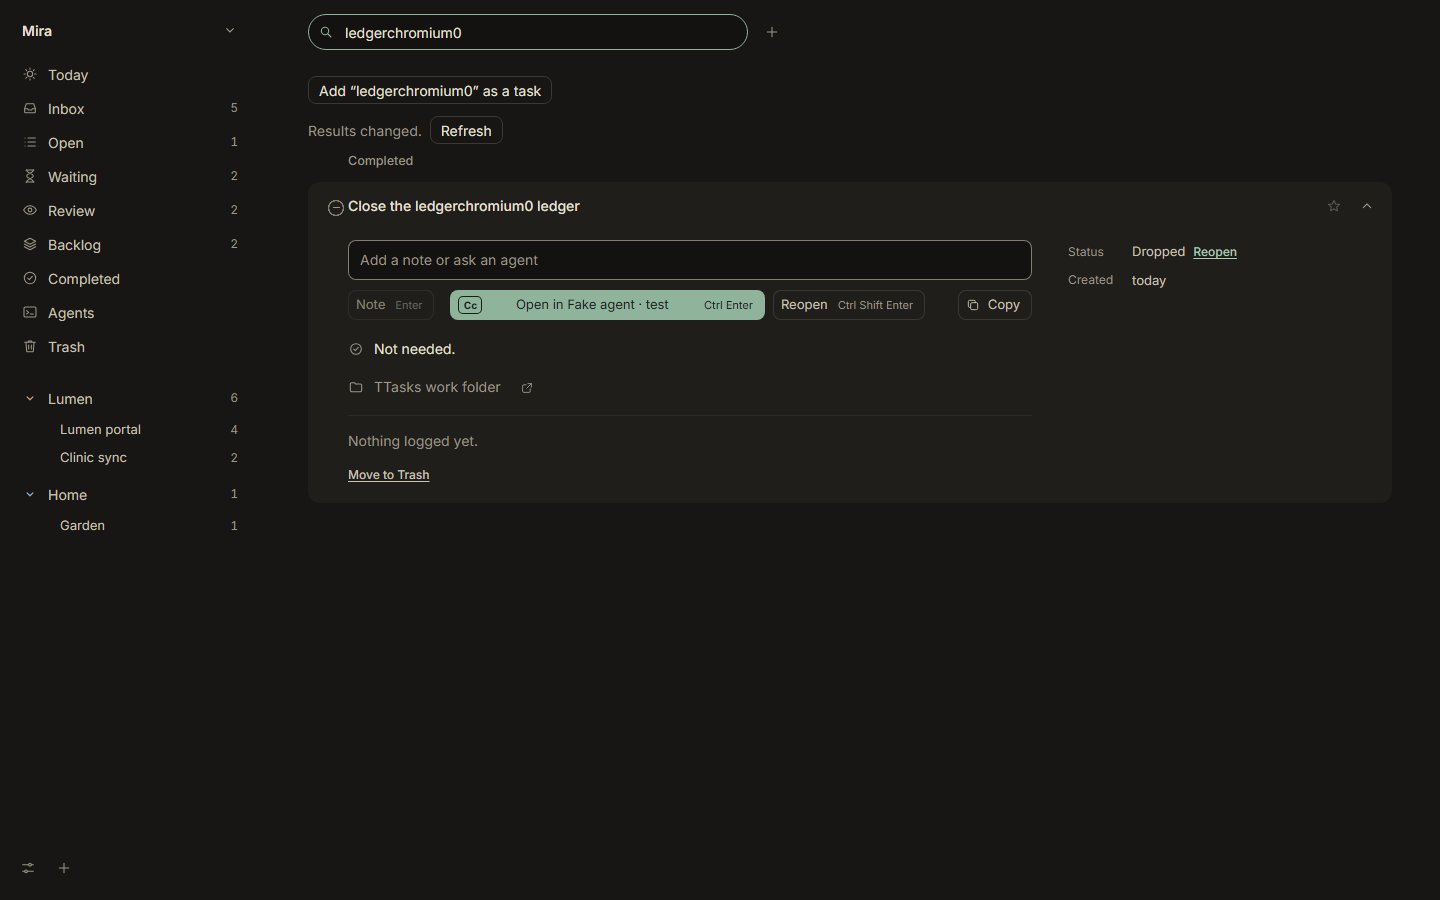 Mira
Today
Inbox 5
Open 1
Waiting 2
Review 2
Backlog 2
Completed
Agents
Trash
Lumen 6
Lumen portal 4
Clinic sync 2
Home 1
Garden 1
ledgerchromium0
Add “ledgerchromium0” as a task
Results changed. Refresh
Completed
Close the ledgerchromium0 ledger
Add a note or ask an agent
Note Enter Cc Open in Fake agent · test Ctrl Enter Reopen Ctrl Shift Enter Copy
Not needed.
TTasks work folder
Nothing logged yet.
Move to Trash
Status Dropped Reopen
Created today